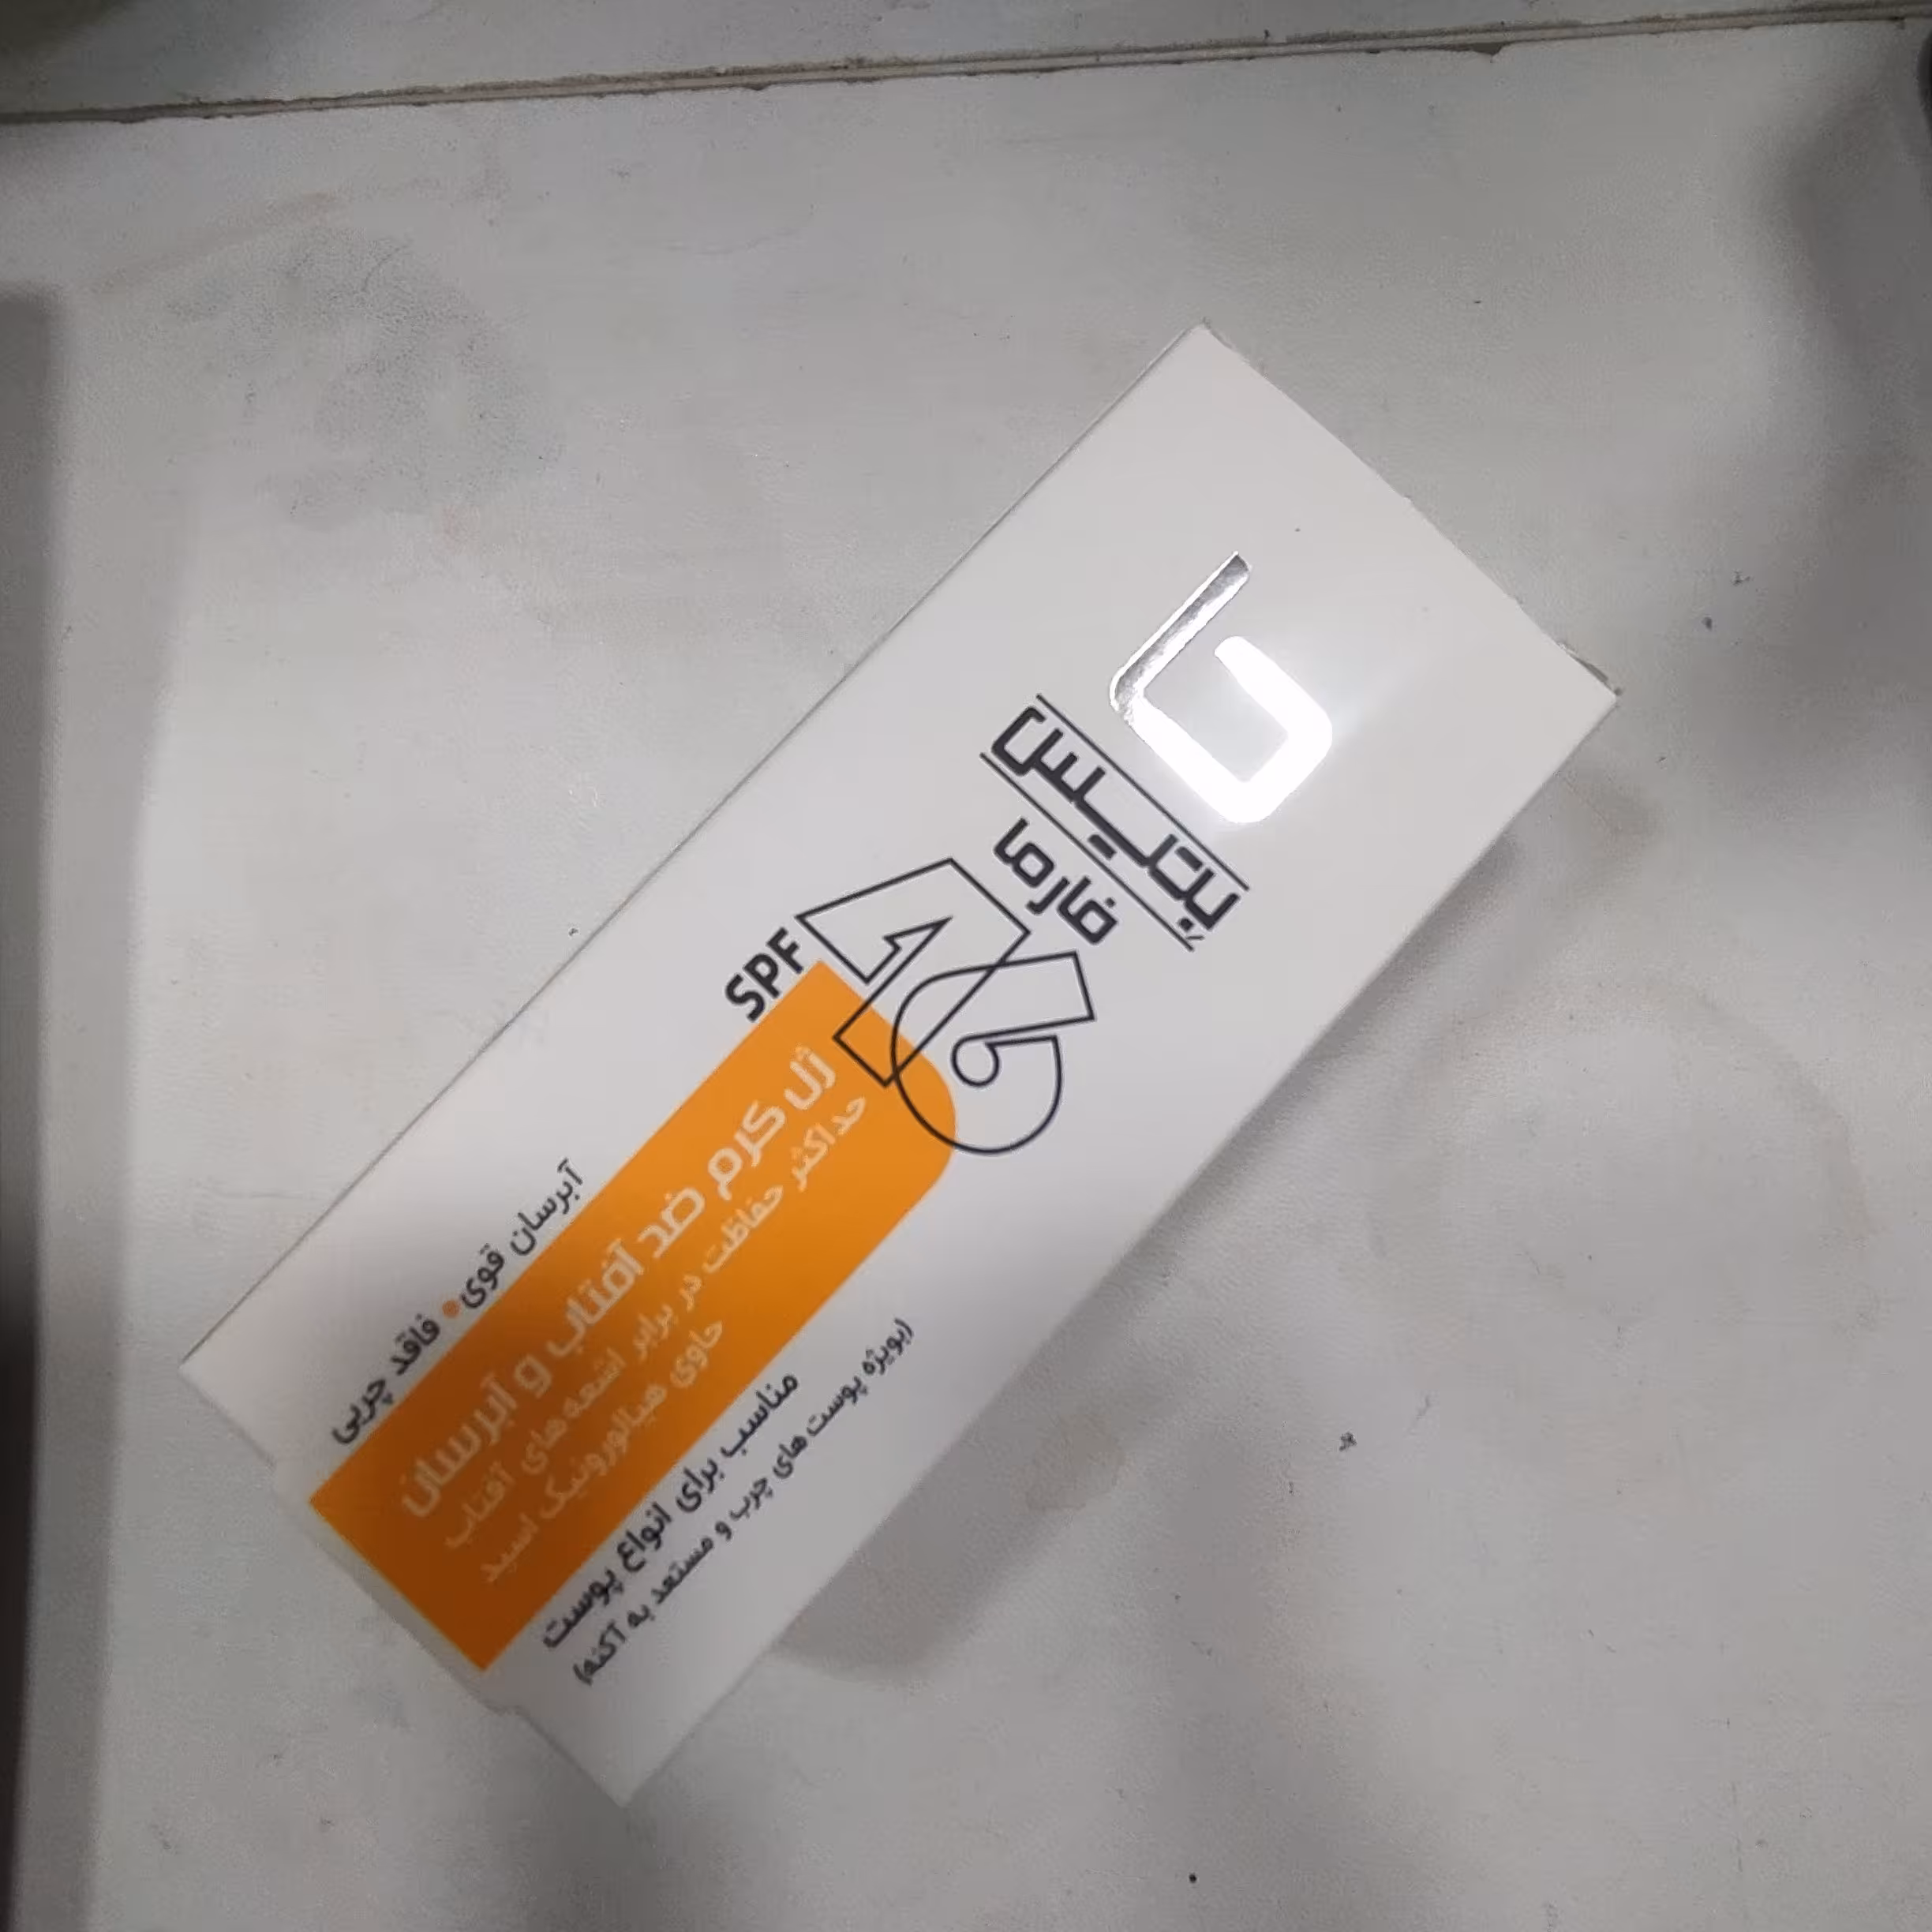 بتیس
فارما
SPF 46
ژل کرم ضد آفتاب و آبرسان
حداکثر حفاظت در برابر اشعه های آفتاب
حاوی هیالورونیک اسید
آبرسان قوی • فاقد چربی
مناسب برای انواع پوست
(بویژه پوست های چرب و مستعد به آکنه)